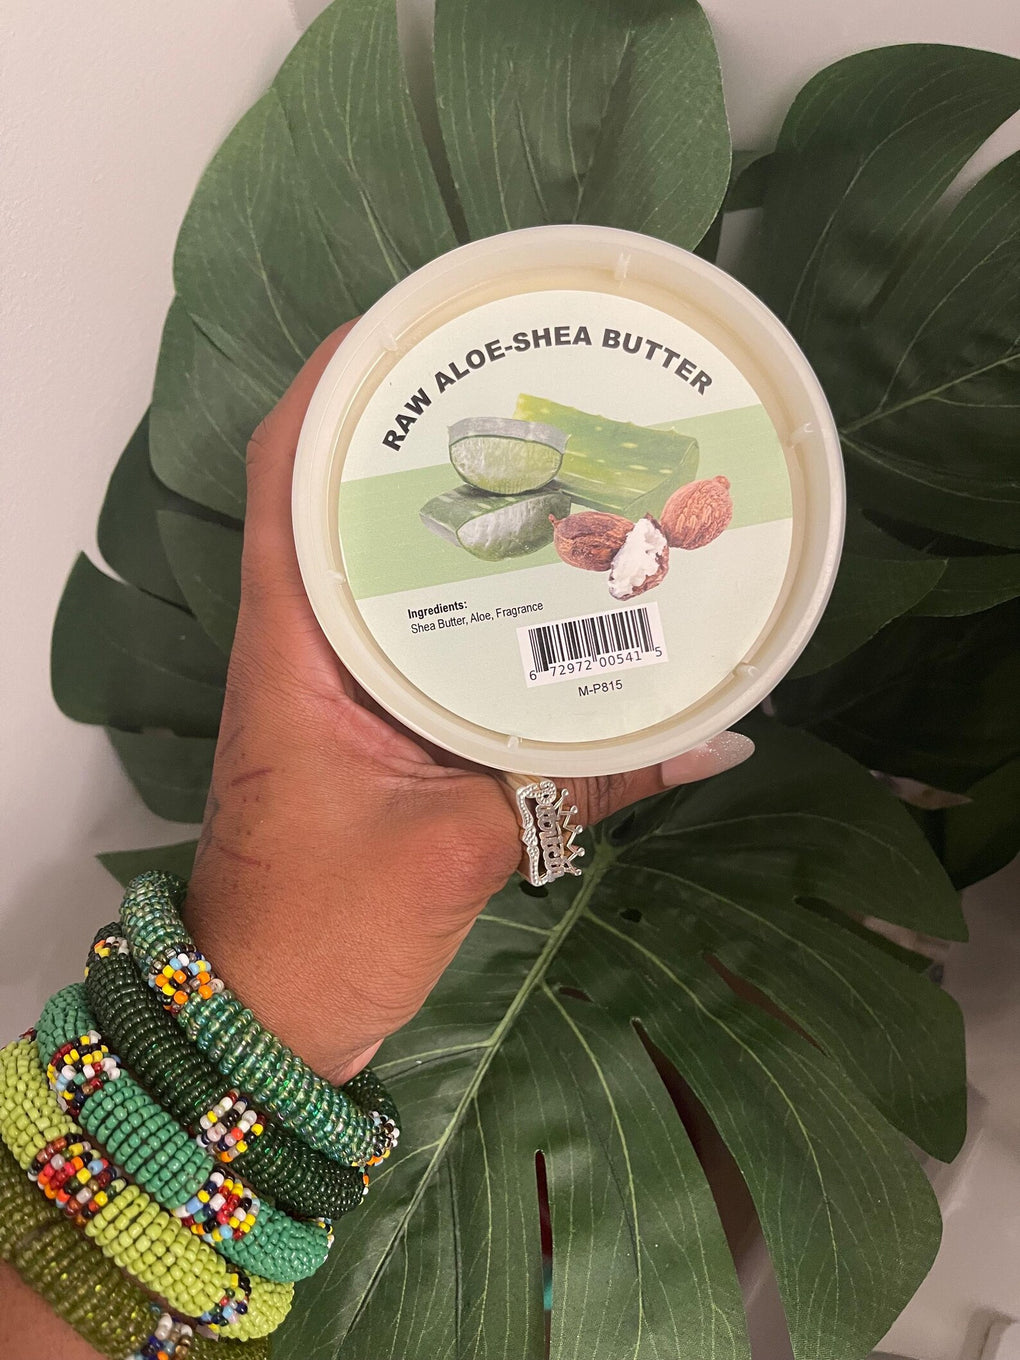 RAW ALOE-SHEA BUTTER
Ingredients:
Shea Butter, Aloe, Fragrance
6 72972 00541 5
M-P815